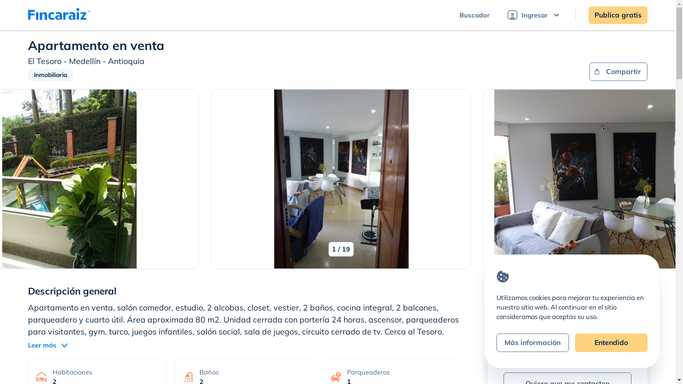 Fincaraiz
Buscador
Ingresar
Publica gratis
Apartamento en venta
El Tesoro - Medellín - Antioquia
Inmobiliaria
Compartir
1 / 19
Descripción general
Apartamento en venta, salón comedor, estudio, 2 alcobas, closet, vestier, 2 baños, cocina integral, 2 balcones,
parqueadero y cuarto útil. Área aproximada 80 m2. Unidad cerrada con portería 24 horas, ascensor, parqueaderos
para visitantes, gym, turco, juegos infantiles, salón social, sala de juegos, circuito cerrado de tv. Cerca al Tesoro.
Leer más
Habitaciones
2
Baños
2
Parqueaderos
1
Utilizamos cookies para mejorar tu experiencia en
nuestro sitio web. Al continuar en el sitio
consideramos que aceptas su uso.
Más información
Entendido
Quiero que me contacten